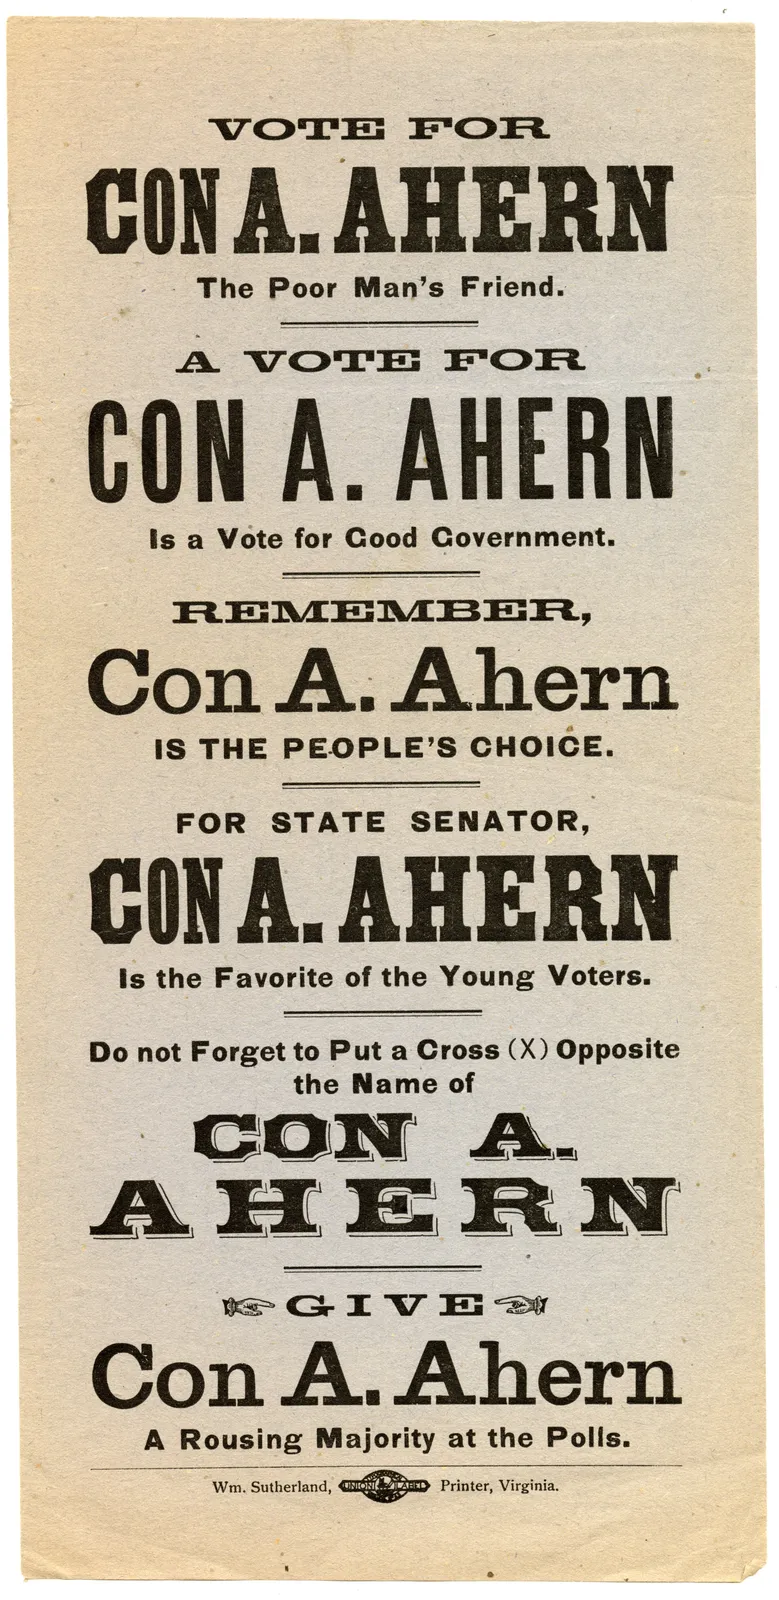 VOTE FOR
CON A. AHERN
The Poor Man's Friend.
A VOTE FOR
CON A. AHERN
Is a Vote for Good Government.
REMEMBER,
Con A. Ahern
IS THE PEOPLE'S CHOICE.
FOR STATE SENATOR,
CON A. AHERN
Is the Favorite of the Young Voters.
Do not Forget to Put a Cross (X) Opposite
the Name of
CON A.
AHERN
GIVE
Con A. Ahern
A Rousing Majority at the Polls.
Wm. Sutherland, UNION LABEL Printer, Virginia.